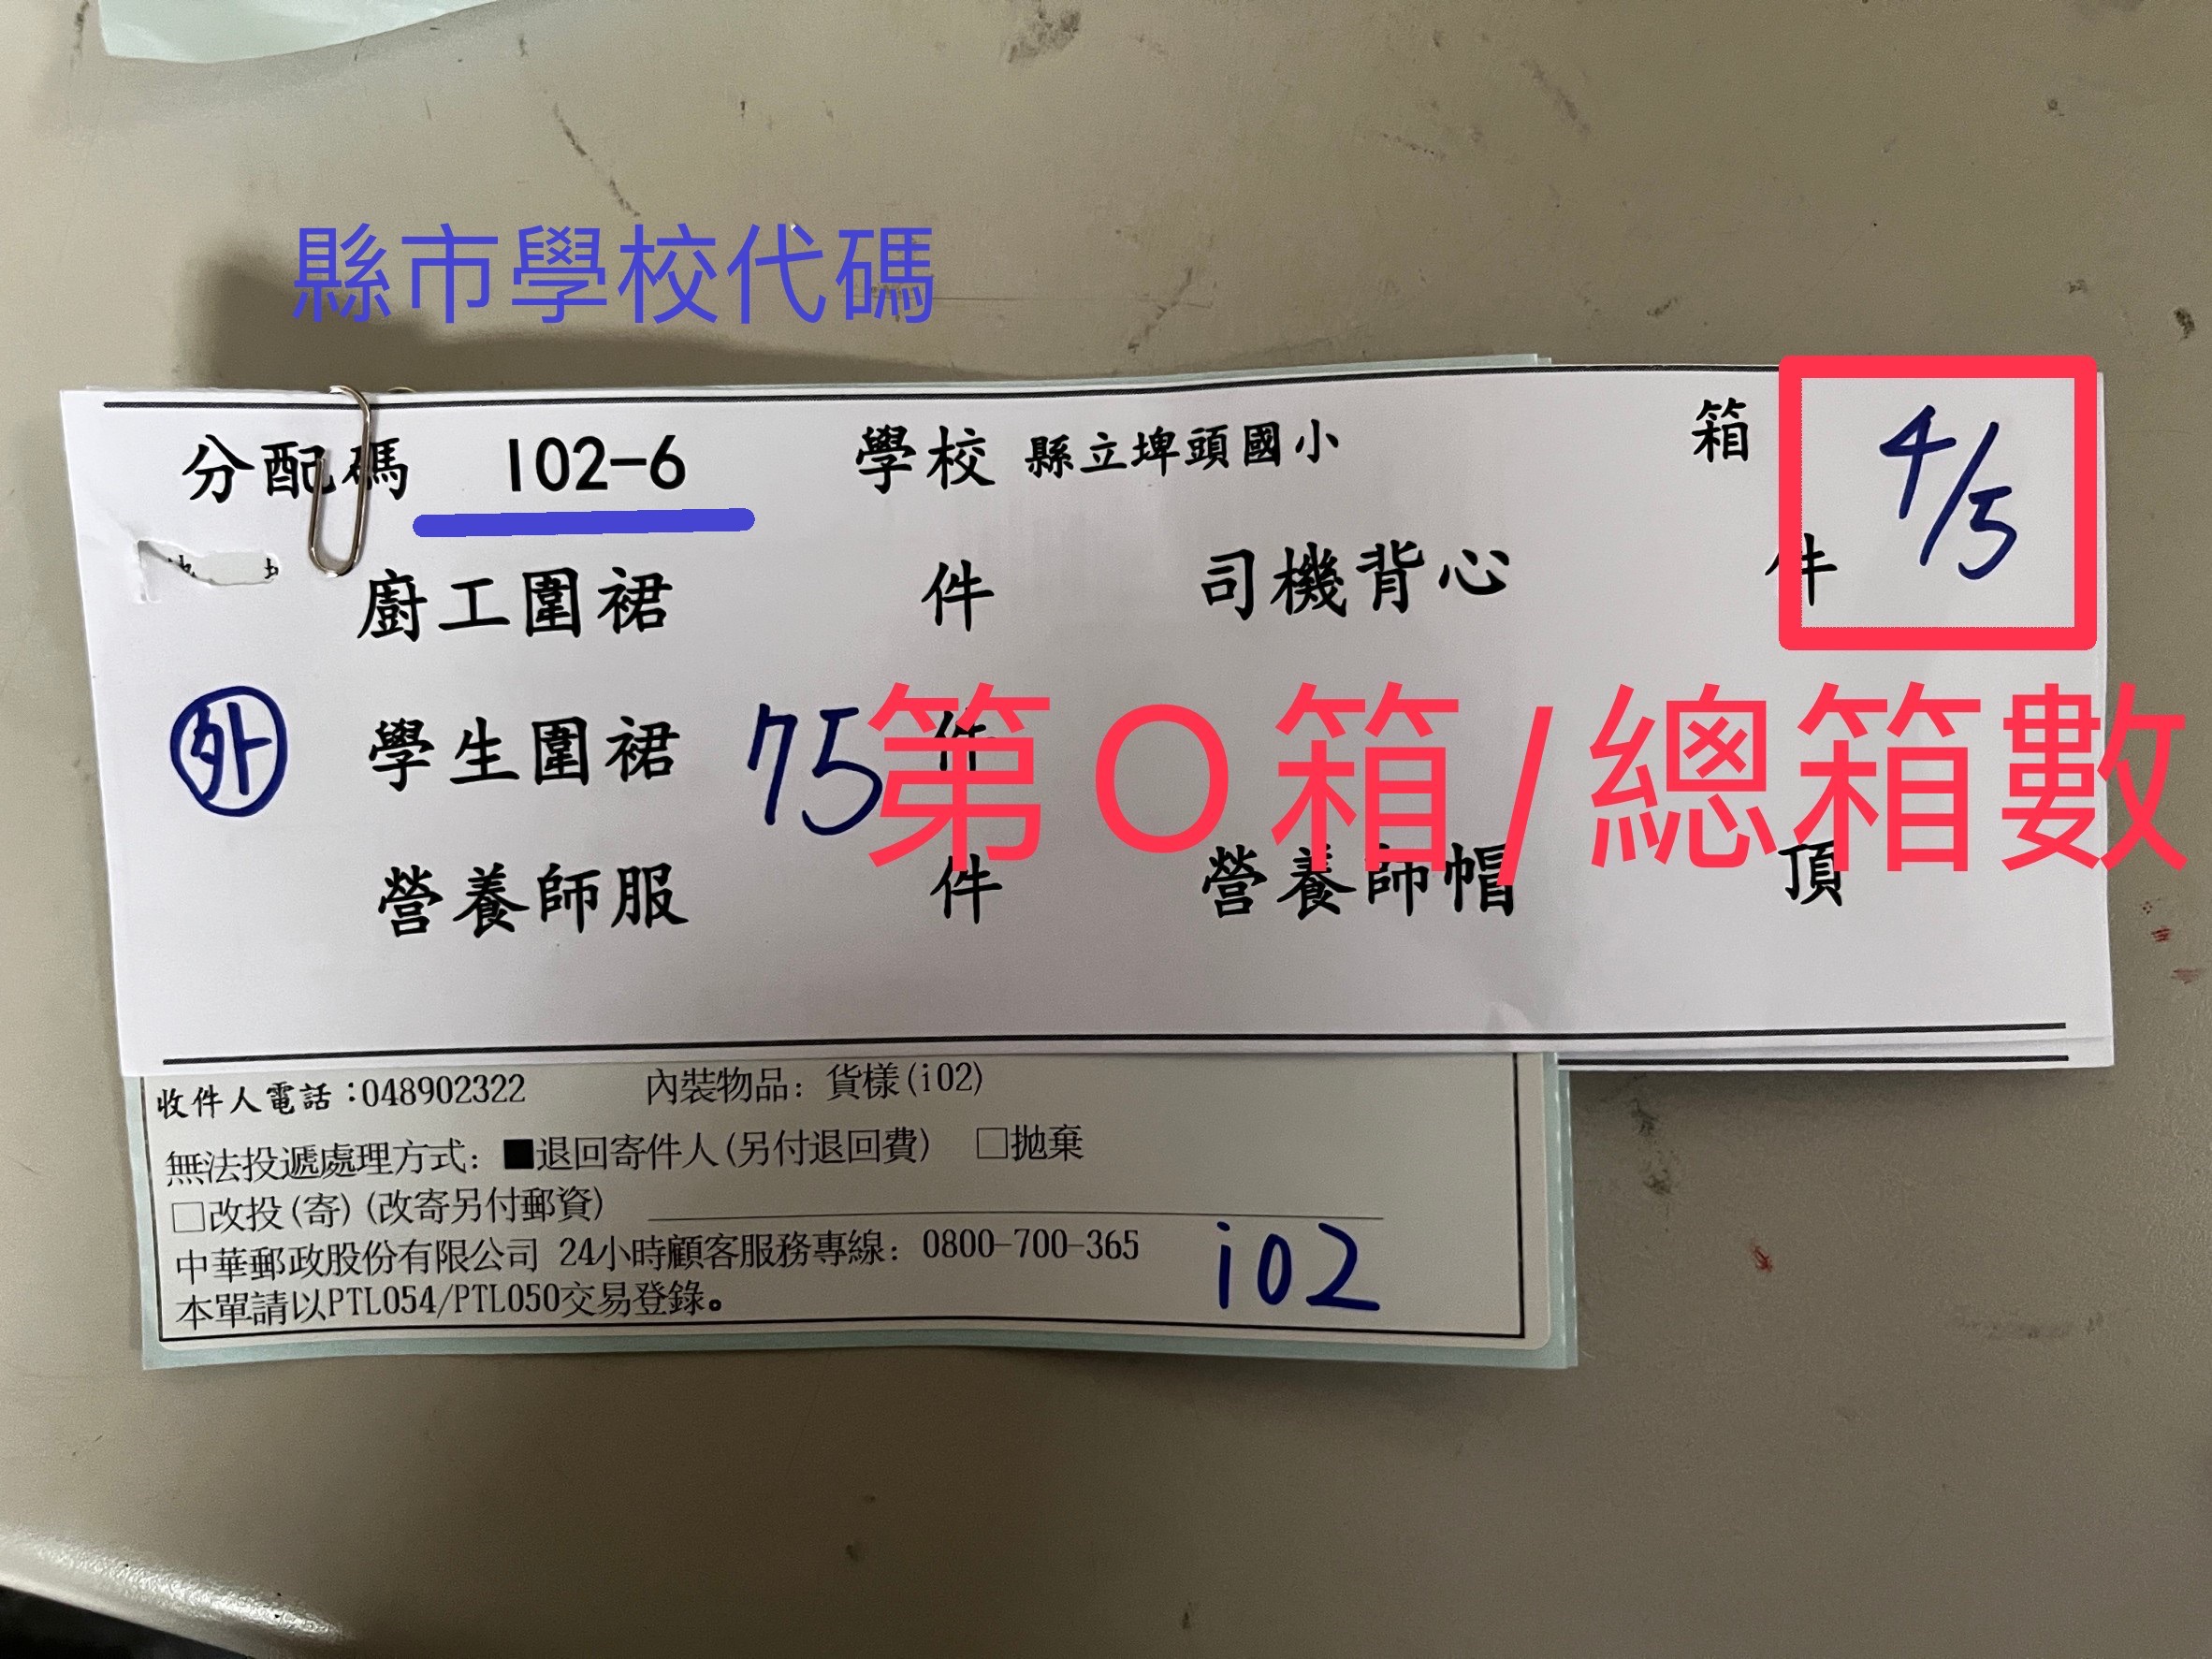 縣市學校代碼
分配碼 I02-6 學校 縣立埤頭國小 箱 4/5
廚工圍裙 件 司機背心 件
外 學生圍裙 75 件
第O箱/總箱數
營養師服 件 營養師帽 頂
收件人電話:048902322 內裝物品: 貨樣(i02)
無法投遞處理方式: ■退回寄件人(另付退回費) □拋棄
□改投(寄)(改寄另付郵資)
中華郵政股份有限公司 24小時顧客服務專線: 0800-700-365
本單請以PTL054/PTL050交易登錄。
i02